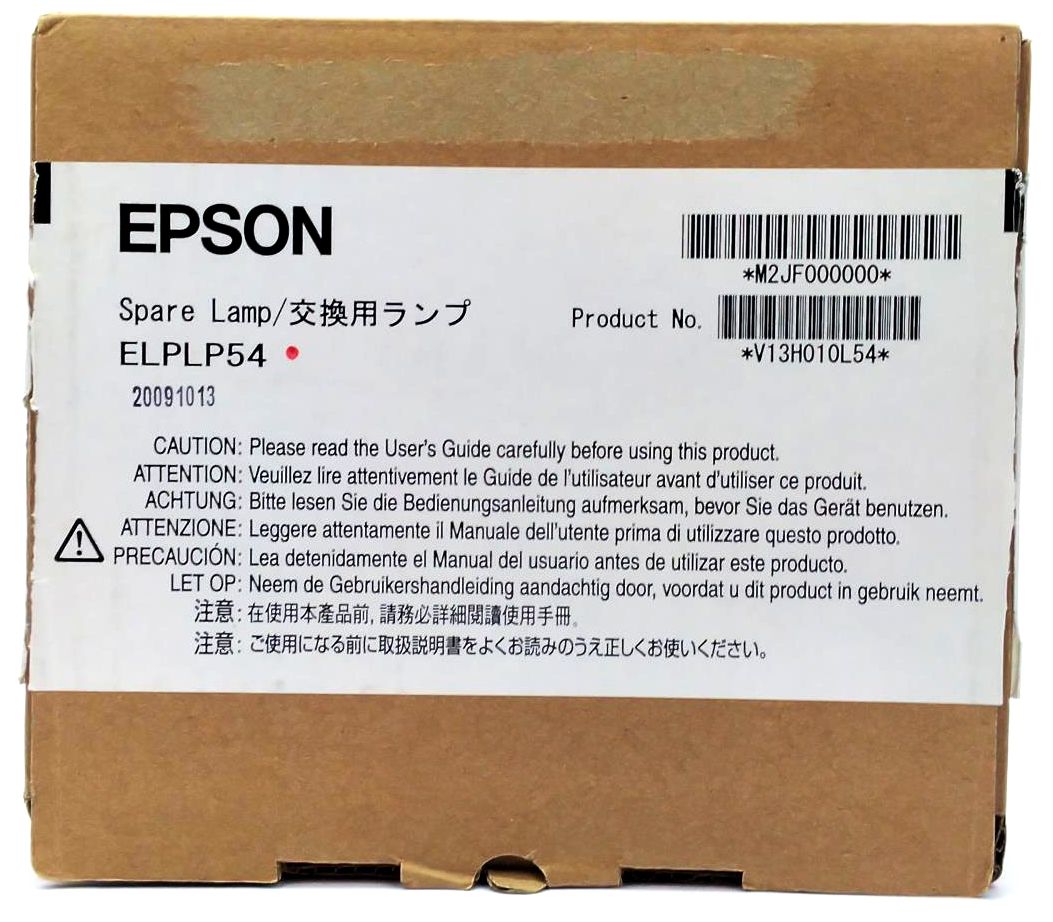 EPSON
*M2JF000000*
Spare Lamp/交換用ランプ
Product No.
*V13H010L54*
ELPLP54
20091013
CAUTION: Please read the User's Guide carefully before using this product.
ATTENTION: Veuillez lire attentivement le Guide de l'utilisateur avant d'utiliser ce produit.
ACHTUNG: Bitte lesen Sie die Bedienungsanleitung aufmerksam, bevor Sie das Gerät benutzen.
ATTENZIONE: Leggere attentamente il Manuale dell'utente prima di utilizzare questo prodotto.
PRECAUCIÓN: Lea detenidamente el Manual del usuario antes de utilizar este producto.
LET OP: Neem de Gebruikershandleiding aandachtig door, voordat u dit product in gebruik neemt.
注意: 在使用本產品前, 請務必詳細閱讀使用手冊。
注意: ご使用になる前に取扱説明書をよくお読みのうえ正しくお使いください。